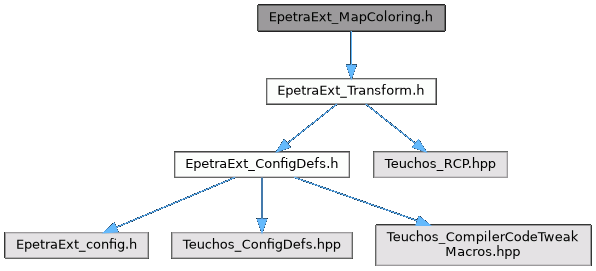 EpetraExt_MapColoring.h
EpetraExt_Transform.h
EpetraExt_ConfigDefs.h
Teuchos_RCP.hpp
EpetraExt_config.h
Teuchos_ConfigDefs.hpp
Teuchos_CompilerCodeTweak
Macros.hpp